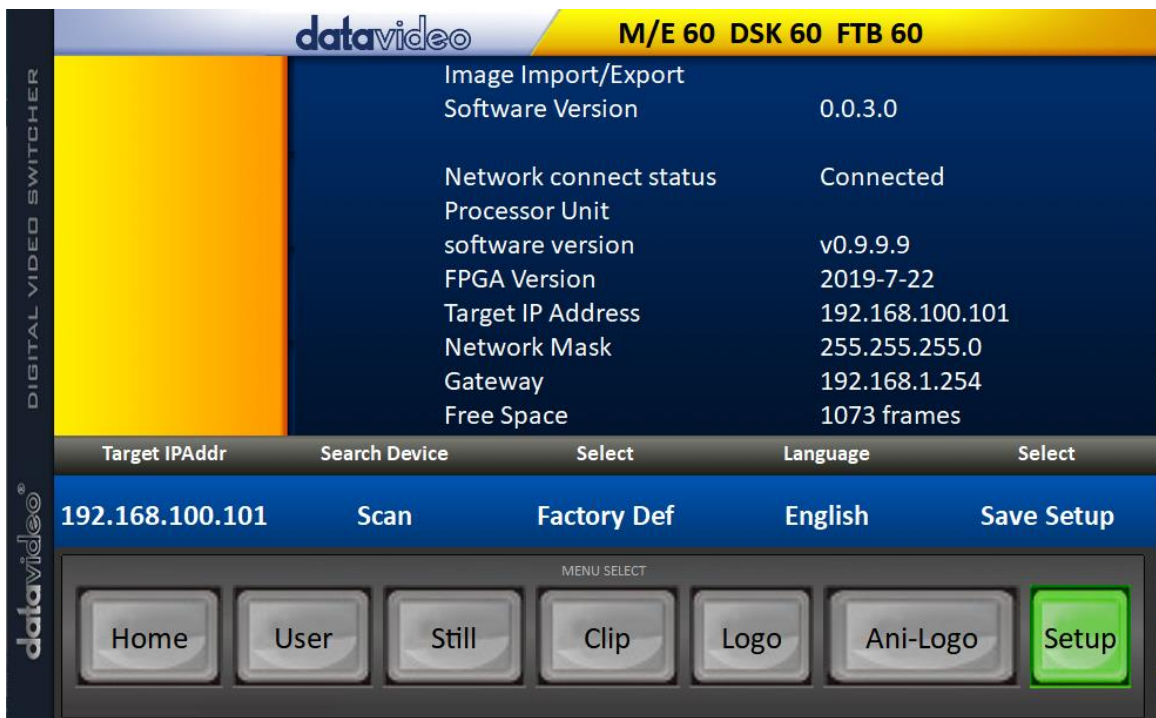 datavideo M/E 60 DSK 60 FTB 60
Image Import/Export
Software Version 0.0.3.0
Network connect status Connected
Processor Unit
software version v0.9.9.9
FPGA Version 2019-7-22
Target IP Address 192.168.100.101
Network Mask 255.255.255.0
Gateway 192.168.1.254
Free Space 1073 frames
Target IPAddr Search Device Select Language Select
192.168.100.101 Scan Factory Def English Save Setup
MENU SELECT
Home User Still Clip Logo Ani-Logo Setup
datavideo® DIGITAL VIDEO SWITCHER